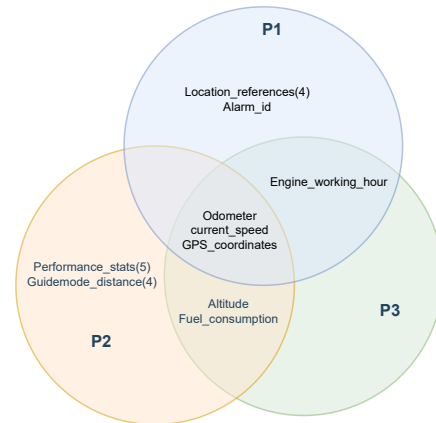 P1
Location_references(4)
Alarm_id
Engine_working_hour
Odometer
current_speed
GPS_coordinates
Performance_stats(5)
Guidemode_distance(4)
Altitude
Fuel_consumption
P3
P2